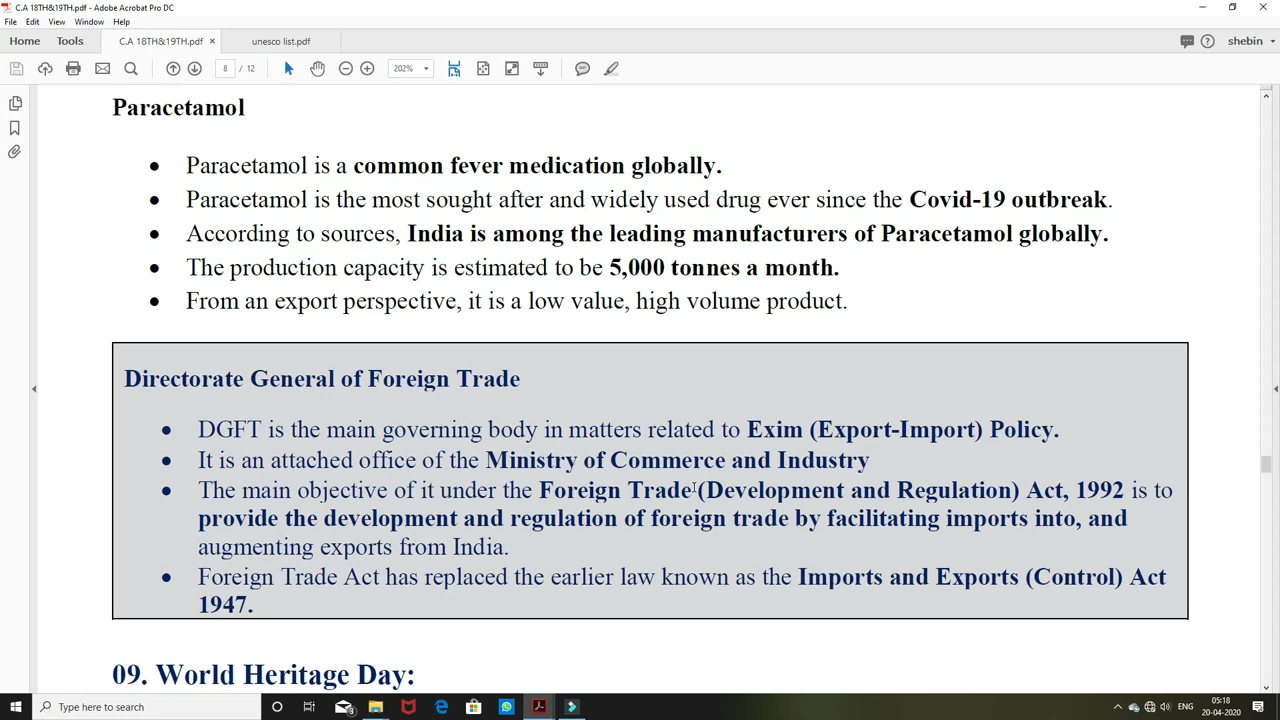 C.A 18TH&19TH.pdf - Adobe Acrobat Pro DC
File Edit View Window Help
Home Tools C.A 18TH&19TH.pdf × unesco list.pdf shebin
8 / 12 202%
Paracetamol
• Paracetamol is a common fever medication globally.
• Paracetamol is the most sought after and widely used drug ever since the Covid-19 outbreak.
• According to sources, India is among the leading manufacturers of Paracetamol globally.
• The production capacity is estimated to be 5,000 tonnes a month.
• From an export perspective, it is a low value, high volume product.
Directorate General of Foreign Trade
• DGFT is the main governing body in matters related to Exim (Export-Import) Policy.
• It is an attached office of the Ministry of Commerce and Industry
• The main objective of it under the Foreign Trade (Development and Regulation) Act, 1992 is to
provide the development and regulation of foreign trade by facilitating imports into, and
augmenting exports from India.
• Foreign Trade Act has replaced the earlier law known as the Imports and Exports (Control) Act
1947.
09. World Heritage Day:
Type here to search
ENG
05:18
20-04-2020